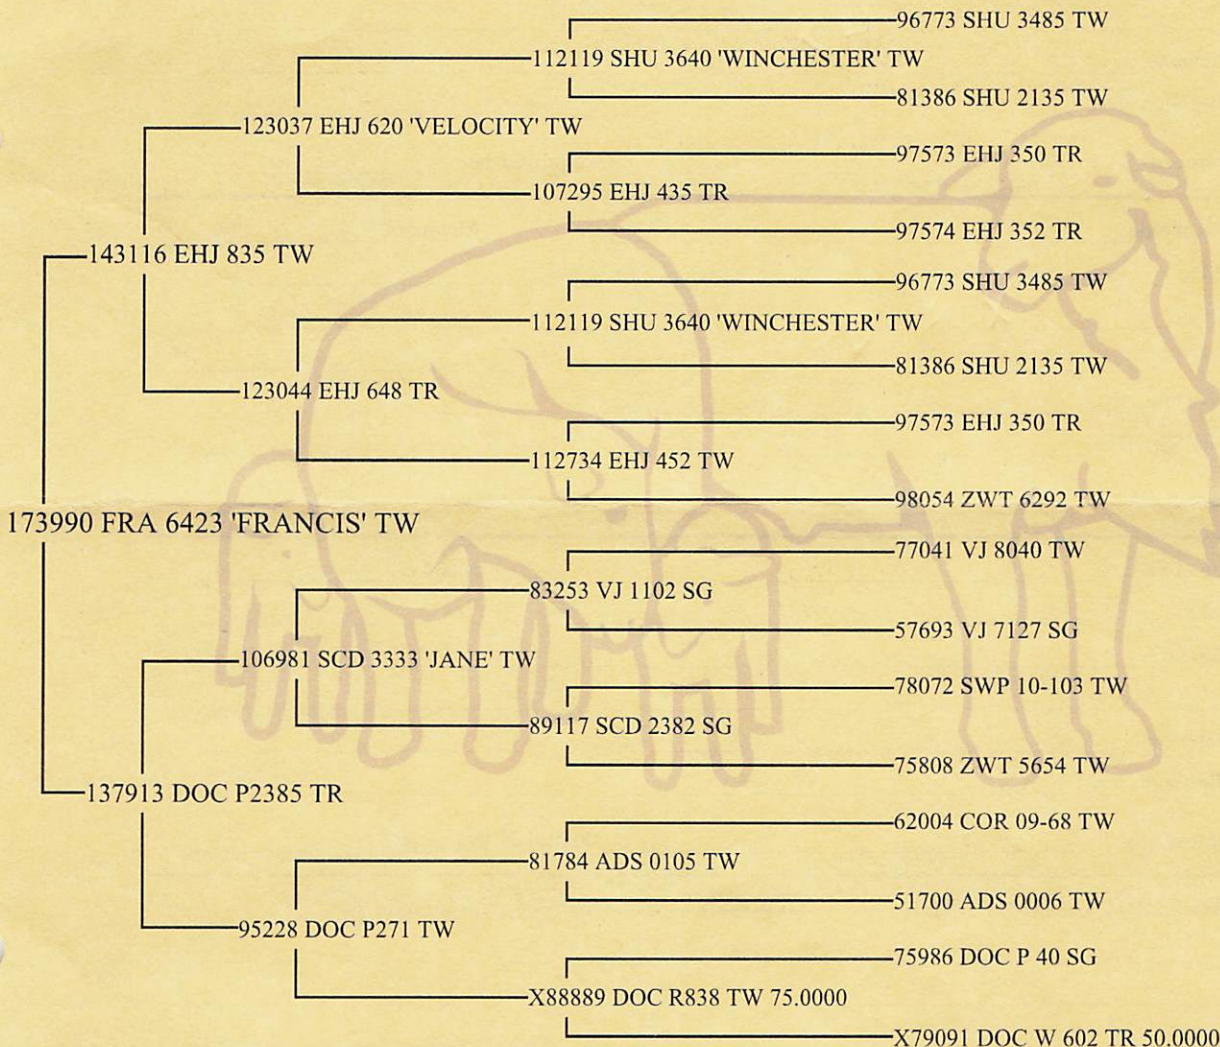 96773 SHU 3485 TW
112119 SHU 3640 'WINCHESTER' TW
81386 SHU 2135 TW
123037 EHJ 620 'VELOCITY' TW
97573 EHJ 350 TR
107295 EHJ 435 TR
97574 EHJ 352 TR
143116 EHJ 835 TW
96773 SHU 3485 TW
112119 SHU 3640 'WINCHESTER' TW
81386 SHU 2135 TW
123044 EHJ 648 TR
97573 EHJ 350 TR
112734 EHJ 452 TW
98054 ZWT 6292 TW
173990 FRA 6423 'FRANCIS' TW
77041 VJ 8040 TW
83253 VJ 1102 SG
57693 VJ 7127 SG
106981 SCD 3333 'JANE' TW
78072 SWP 10-103 TW
89117 SCD 2382 SG
75808 ZWT 5654 TW
137913 DOC P2385 TR
62004 COR 09-68 TW
81784 ADS 0105 TW
51700 ADS 0006 TW
95228 DOC P271 TW
75986 DOC P 40 SG
X88889 DOC R838 TW 75.0000
X79091 DOC W 602 TR 50.0000